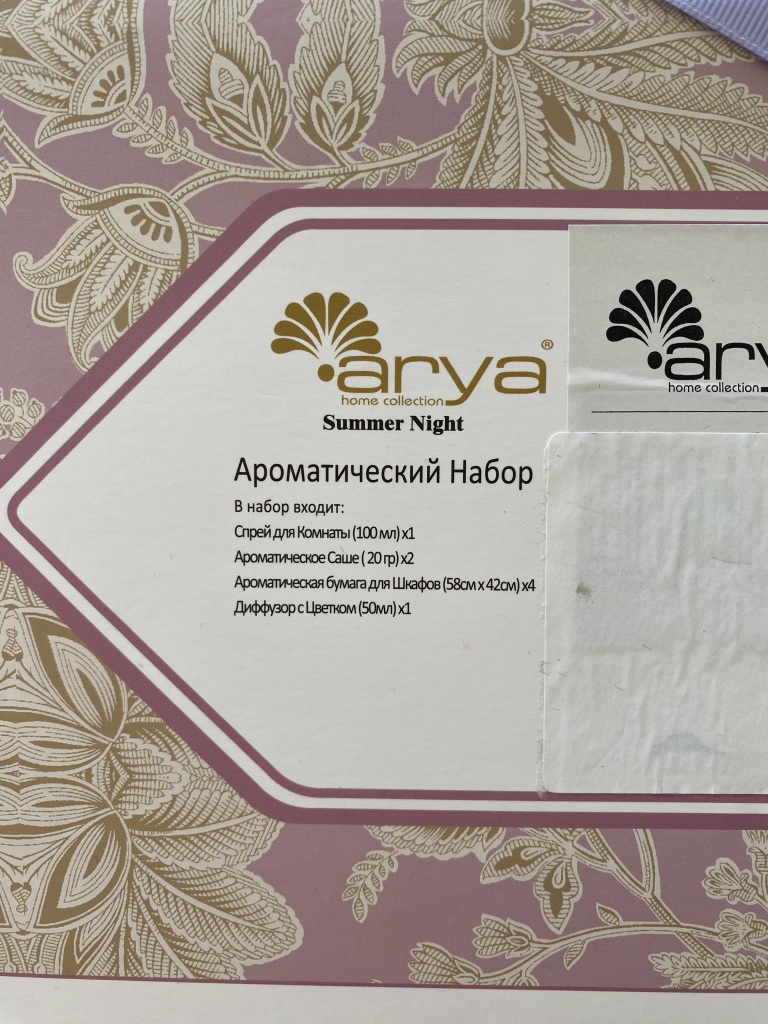 arya®
home collection
Summer Night
Ароматический Набор
В набор входит:
Спрей для Комнаты (100 мл) x1
Ароматическое Саше ( 20 гр) x2
Ароматическая бумага для Шкафов (58см x 42см) x4
Диффузор с Цветком (50мл) x1
ary
home collection